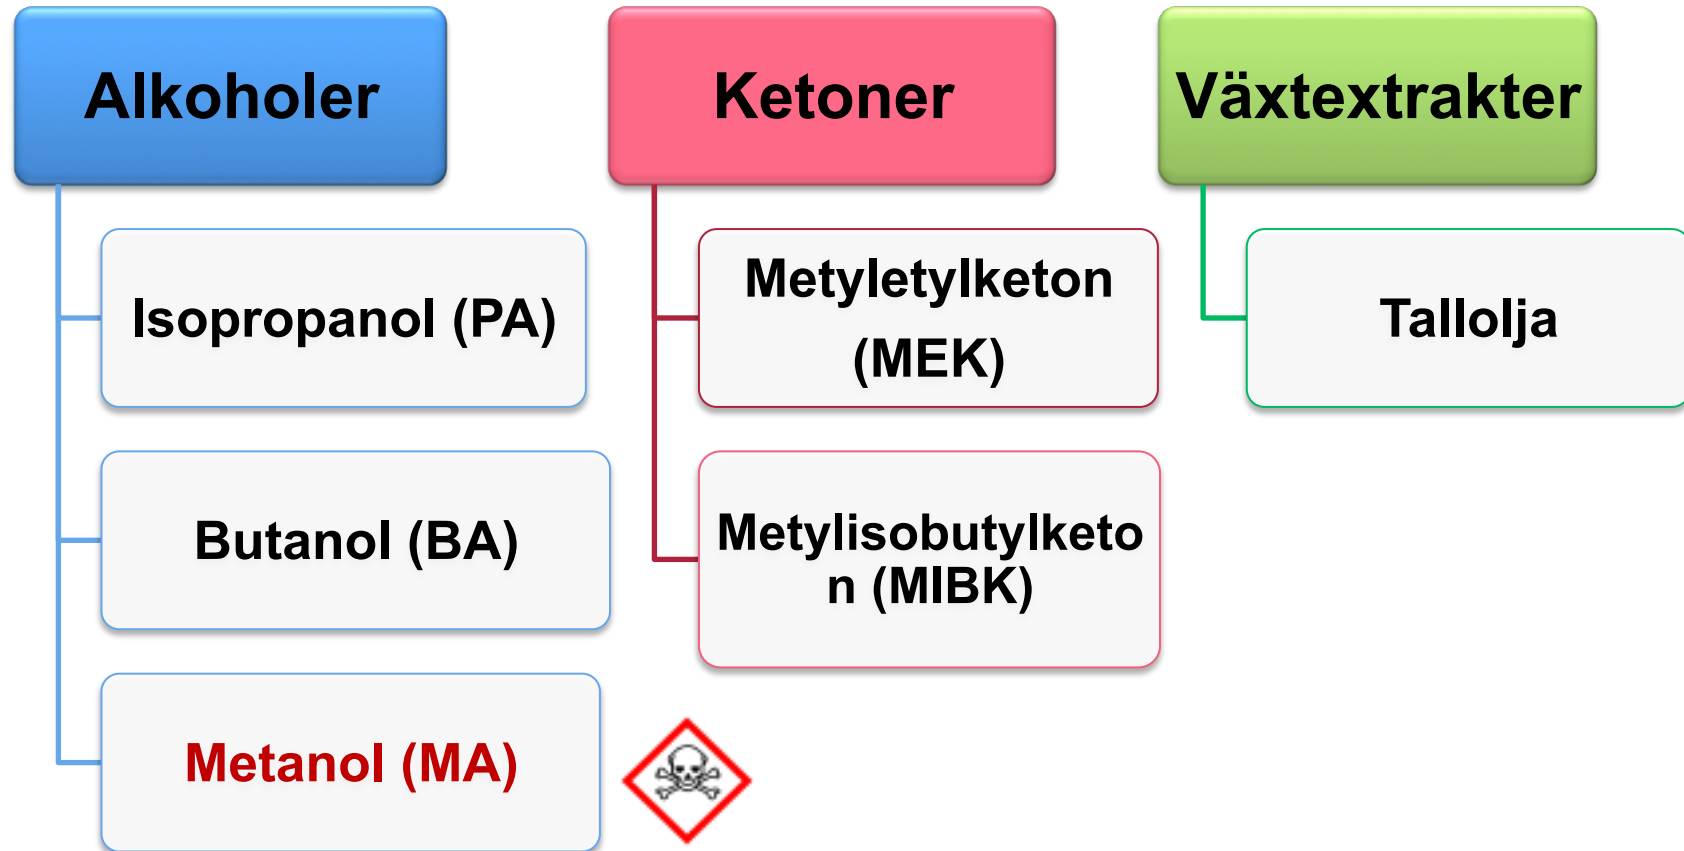 Alkoholer
Isopropanol (PA)
Butanol (BA)
Metanol (MA)
Ketoner
Metyletylketon
(MEK)
Metylisobutylketo
n (MIBK)
Växtextrakter
Tallolja